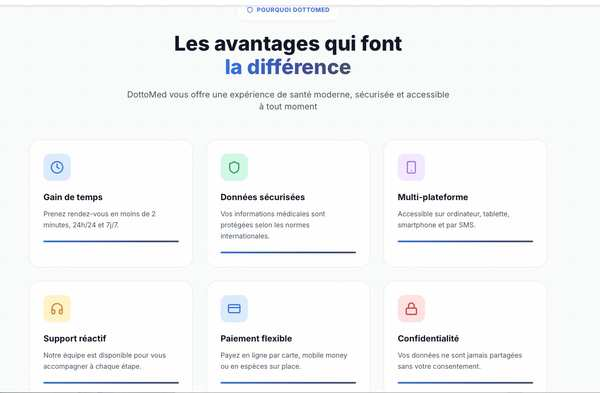 POURQUOI DOTTOMED
Les avantages qui font
la différence
DottoMed vous offre une expérience de santé moderne, sécurisée et accessible
à tout moment
Gain de temps
Prenez rendez-vous en moins de 2
minutes, 24h/24 et 7j/7.
Données sécurisées
Vos informations médicales sont
protégées selon les normes
internationales.
Multi-plateforme
Accessible sur ordinateur, tablette,
smartphone et par SMS.
Support réactif
Notre équipe est disponible pour vous
accompagner à chaque étape.
Paiement flexible
Payez en ligne par carte, mobile money
ou en espèces sur place.
Confidentialité
Vos données ne sont jamais partagées
sans votre consentement.